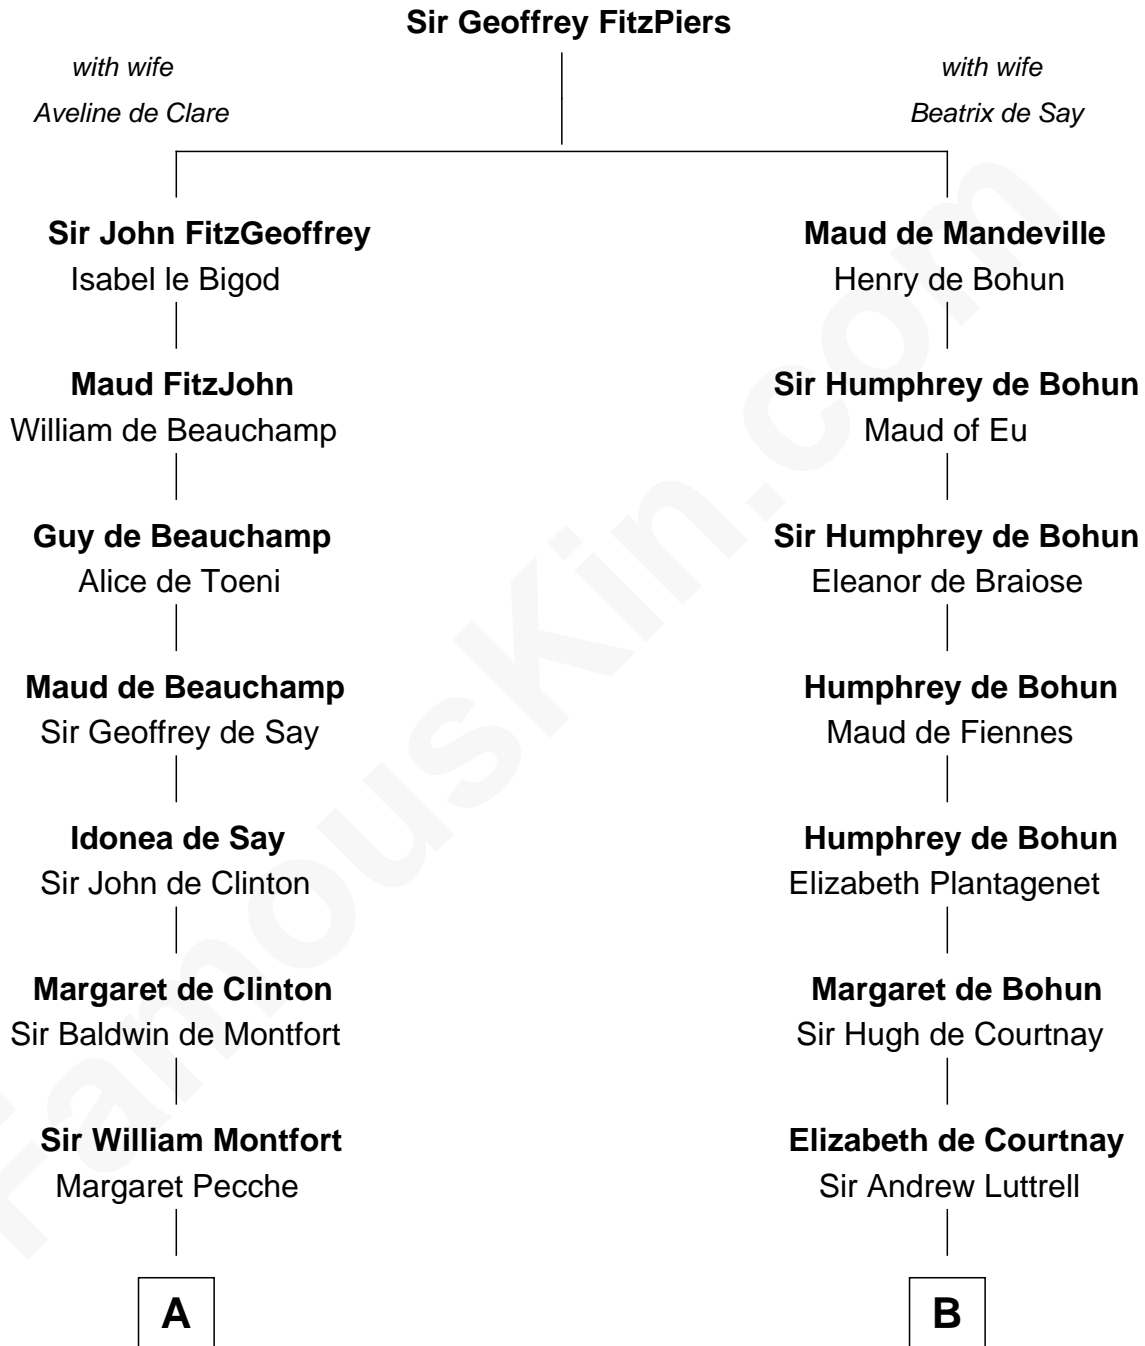 Sir Geoffrey FitzPiers
with wife
Aveline de Clare
with wife
Beatrix de Say
Sir John FitzGeoffrey
Isabel le Bigod
Maud de Mandeville
Henry de Bohun
Maud FitzJohn
William de Beauchamp
Sir Humphrey de Bohun
Maud of Eu
Guy de Beauchamp
Alice de Toeni
Sir Humphrey de Bohun
Eleanor de Braiose
Maud de Beauchamp
Sir Geoffrey de Say
Humphrey de Bohun
Maud de Fiennes
Idonea de Say
Sir John de Clinton
Humphrey de Bohun
Elizabeth Plantagenet
Margaret de Clinton
Sir Baldwin de Montfort
Margaret de Bohun
Sir Hugh de Courtnay
Sir William Montfort
Margaret Pecche
Elizabeth de Courtnay
Sir Andrew Luttrell
A
B
FamousKin.com